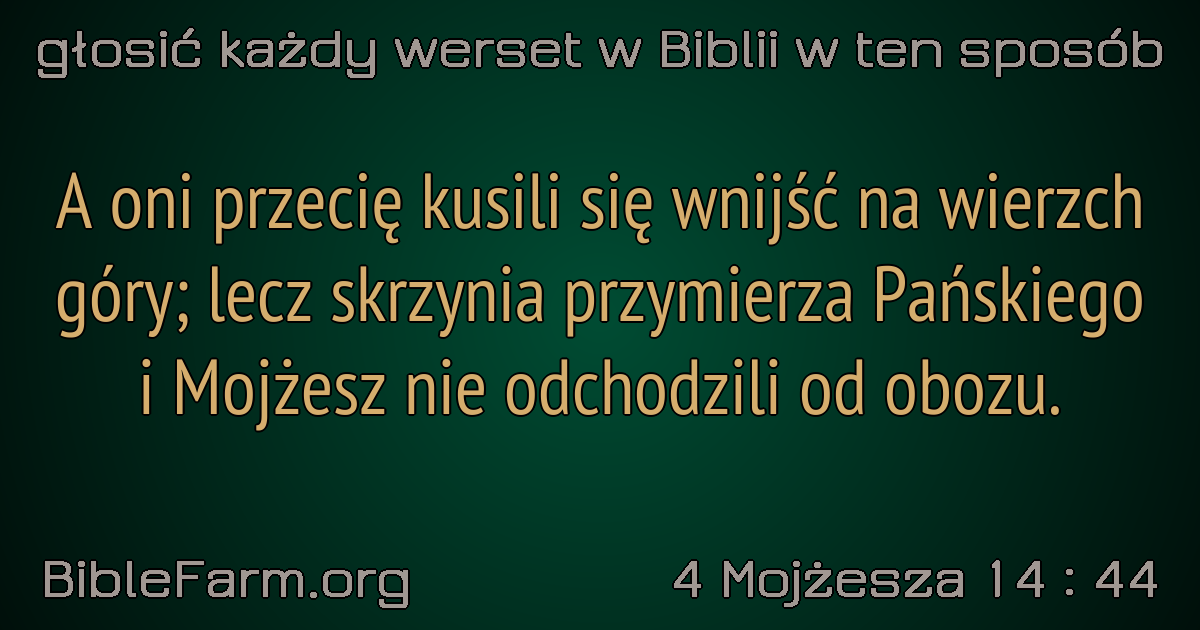 głosić każdy werset w Biblii w ten sposób
A oni przecię kusili się wnijść na wierzch
góry; lecz skrzynia przymierza Pańskiego
i Mojżesz nie odchodzili od obozu.
BibleFarm.org
4 Mojżesza 14 : 44